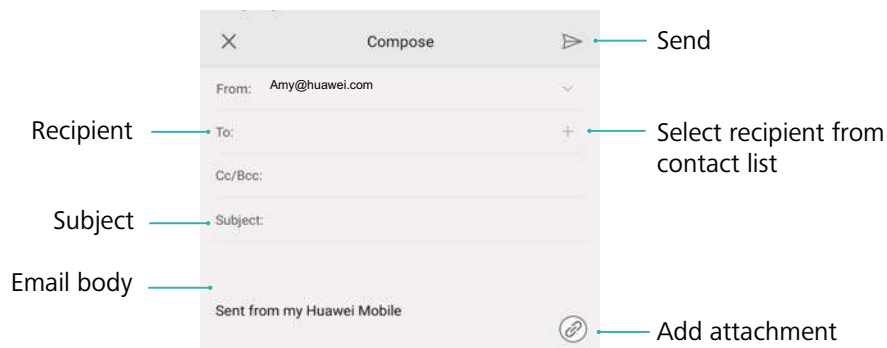 Compose
Send
From: Amy@huawei.com
Recipient
To:
Select recipient from
contact list
Cc/Bcc:
Subject
Subject:
Email body
Sent from my Huawei Mobile
Add attachment